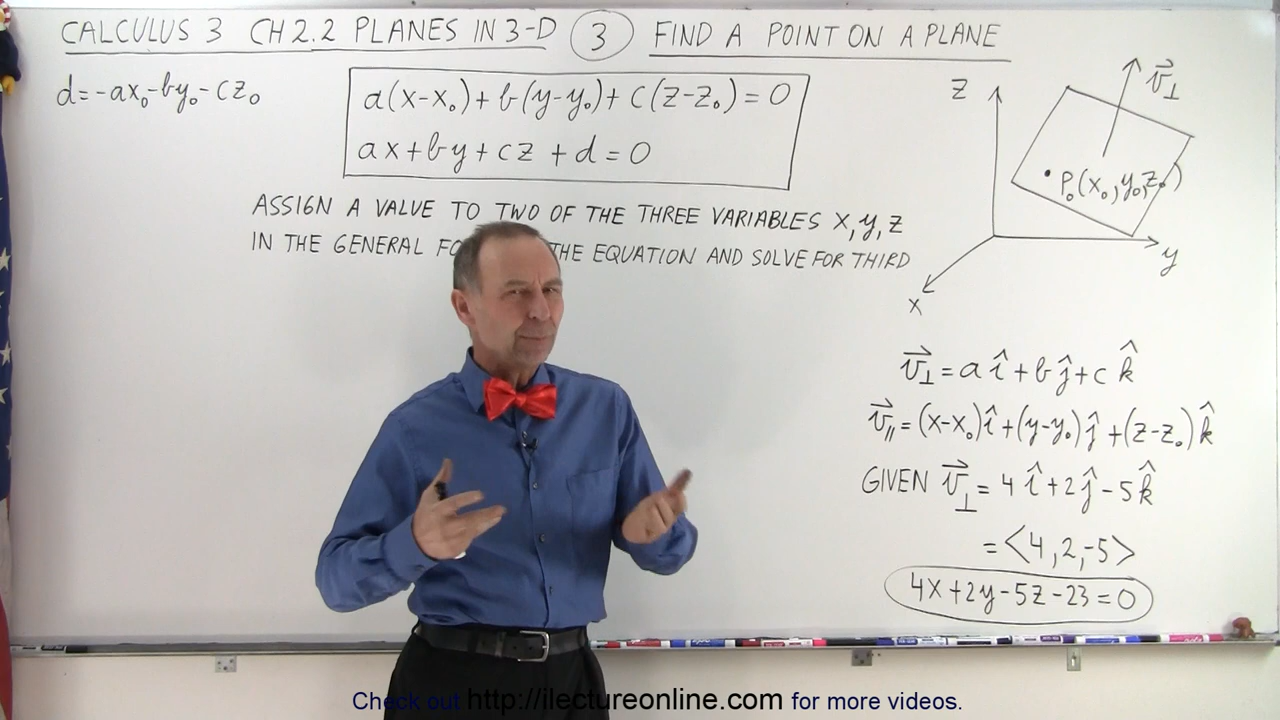 CALCULUS 3 CH 2.2 PLANES IN 3-D ③ FIND A POINT ON A PLANE
d = -ax₀ - by₀ - cz₀
a(x-x₀) + b(y-y₀) + c(z-z₀) = 0
ax + by + cz + d = 0
ASSIGN A VALUE TO TWO OF THE THREE VARIABLES X, y, Z
IN THE GENERAL FO THE EQUATION AND SOLVE FOR THIRD
z
v⃗⊥
P₀(x₀, y₀, z₀)
y
x
v⃗⊥ = a î + b ĵ + c k̂
v⃗∥ = (x-x₀) î + (y-y₀) ĵ + (z-z₀) k̂
GIVEN v⃗⊥ = 4 î + 2 ĵ - 5 k̂
= <4, 2, -5>
4x + 2y - 5z - 23 = 0
Check out http://ilectureonline.com for more videos.